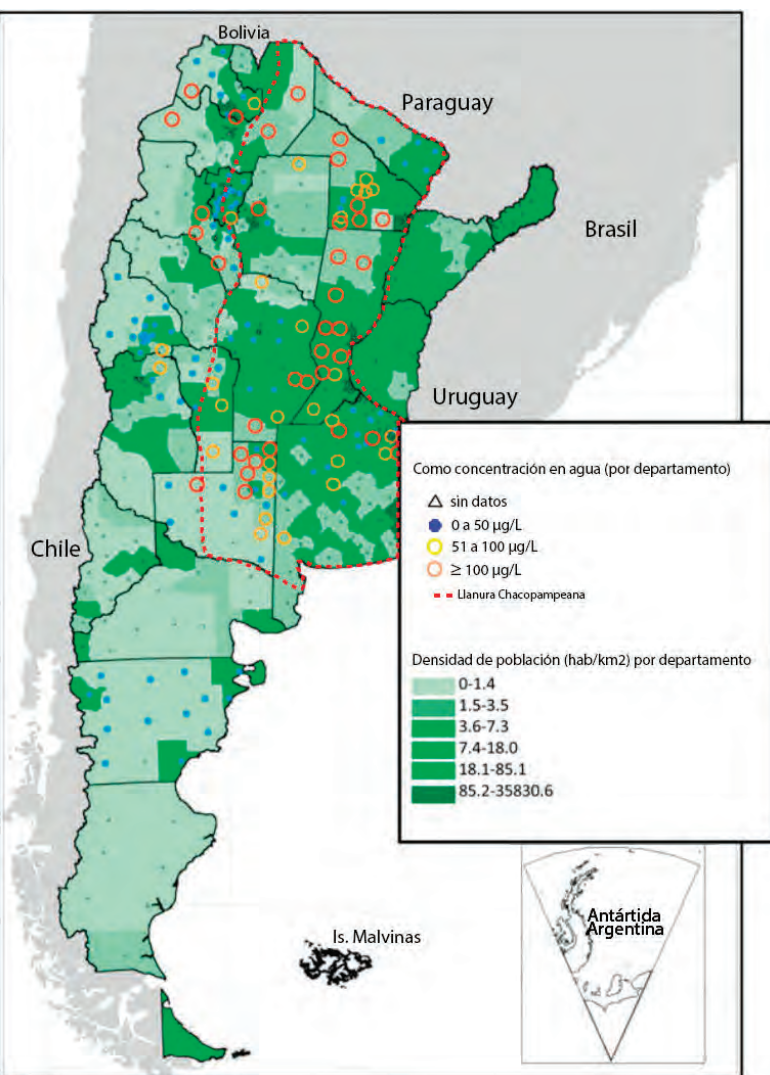 Bolivia
Paraguay
Brasil
Uruguay
Chile
Como concentración en agua (por departamento)
sin datos
0 a 50 µg/L
51 a 100 µg/L
≥ 100 µg/L
Llanura Chacopampeana
Densidad de población (hab/km2) por departamento
0-1.4
1.5-3.5
3.6-7.3
7.4-18.0
18.1-85.1
85.2-35830.6
Is. Malvinas
Antártida
Argentina